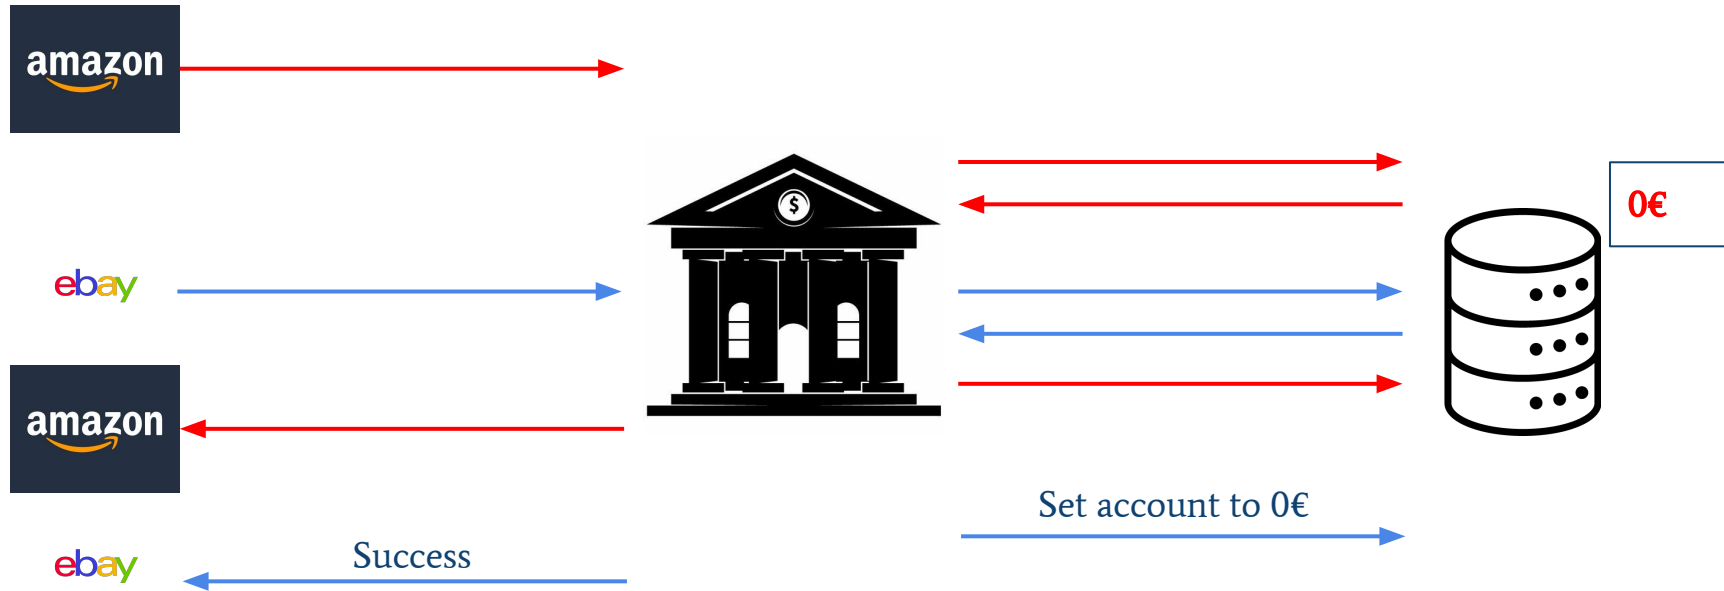 amazon
$
0€
ebay
amazon
Set account to 0€
Success
ebay